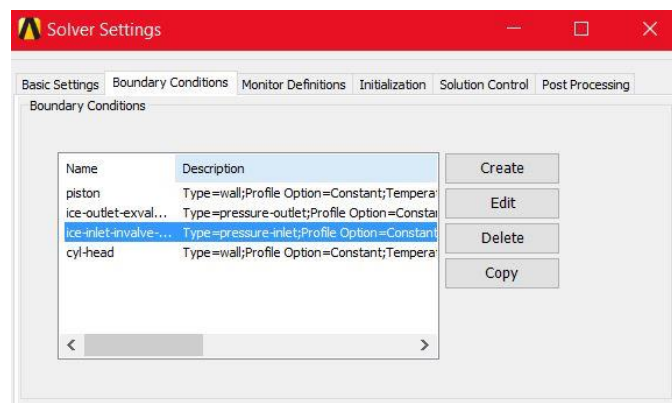 Solver Settings
Basic Settings Boundary Conditions Monitor Definitions Initialization Solution Control Post Processing
Boundary Conditions
Name Description
piston Type=wall;Profile Option=Constant;Tempera
ice-outlet-exval... Type=pressure-outlet;Profile Option=Constar
ice-inlet-invalve-... Type=pressure-inlet;Profile Option=Constant
cyl-head Type=wall;Profile Option=Constant;Tempera
Create
Edit
Delete
Copy